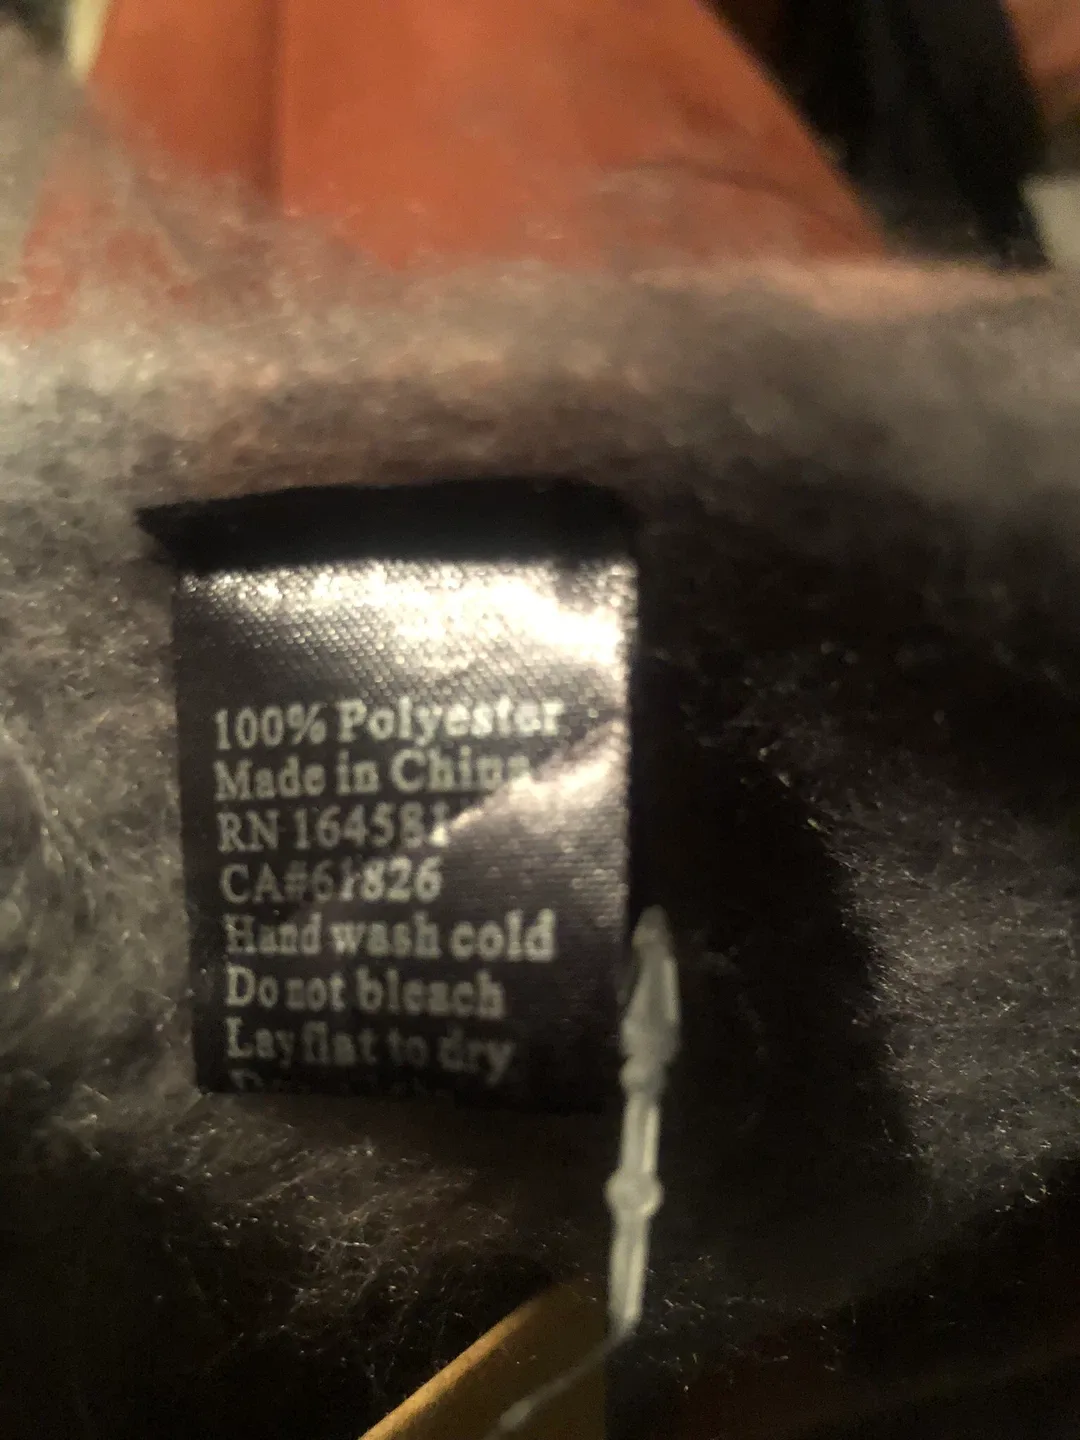 100% Polyester
Made in China
RN 164581
CA#61826
Hand wash cold
Do not bleach
Lay flat to dry